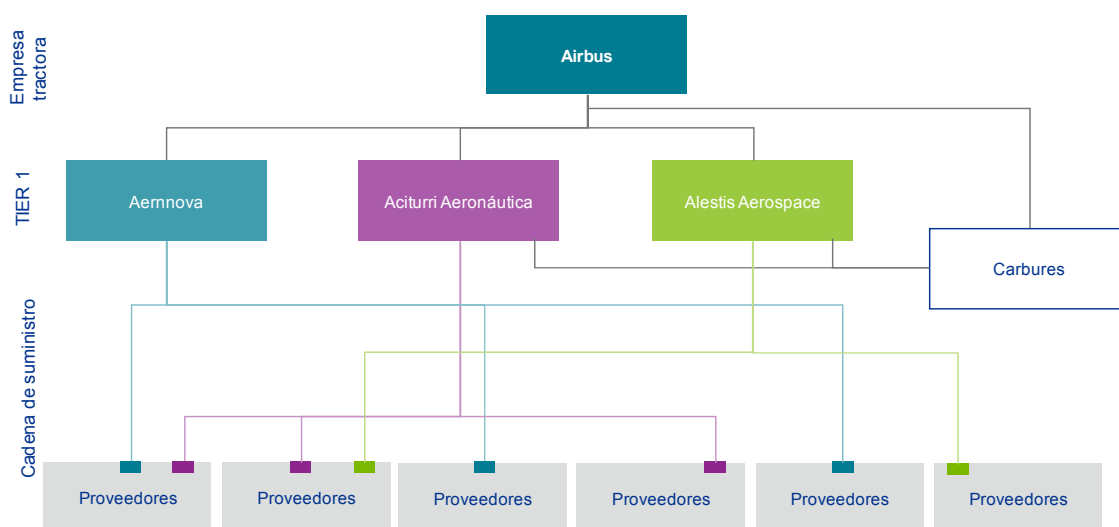 Empresa
tractora
Airbus
TIER 1
Aernnova
Aciturri Aeronáutica
Alestis Aerospace
Carbures
Cadena de suministro
Proveedores
Proveedores
Proveedores
Proveedores
Proveedores
Proveedores